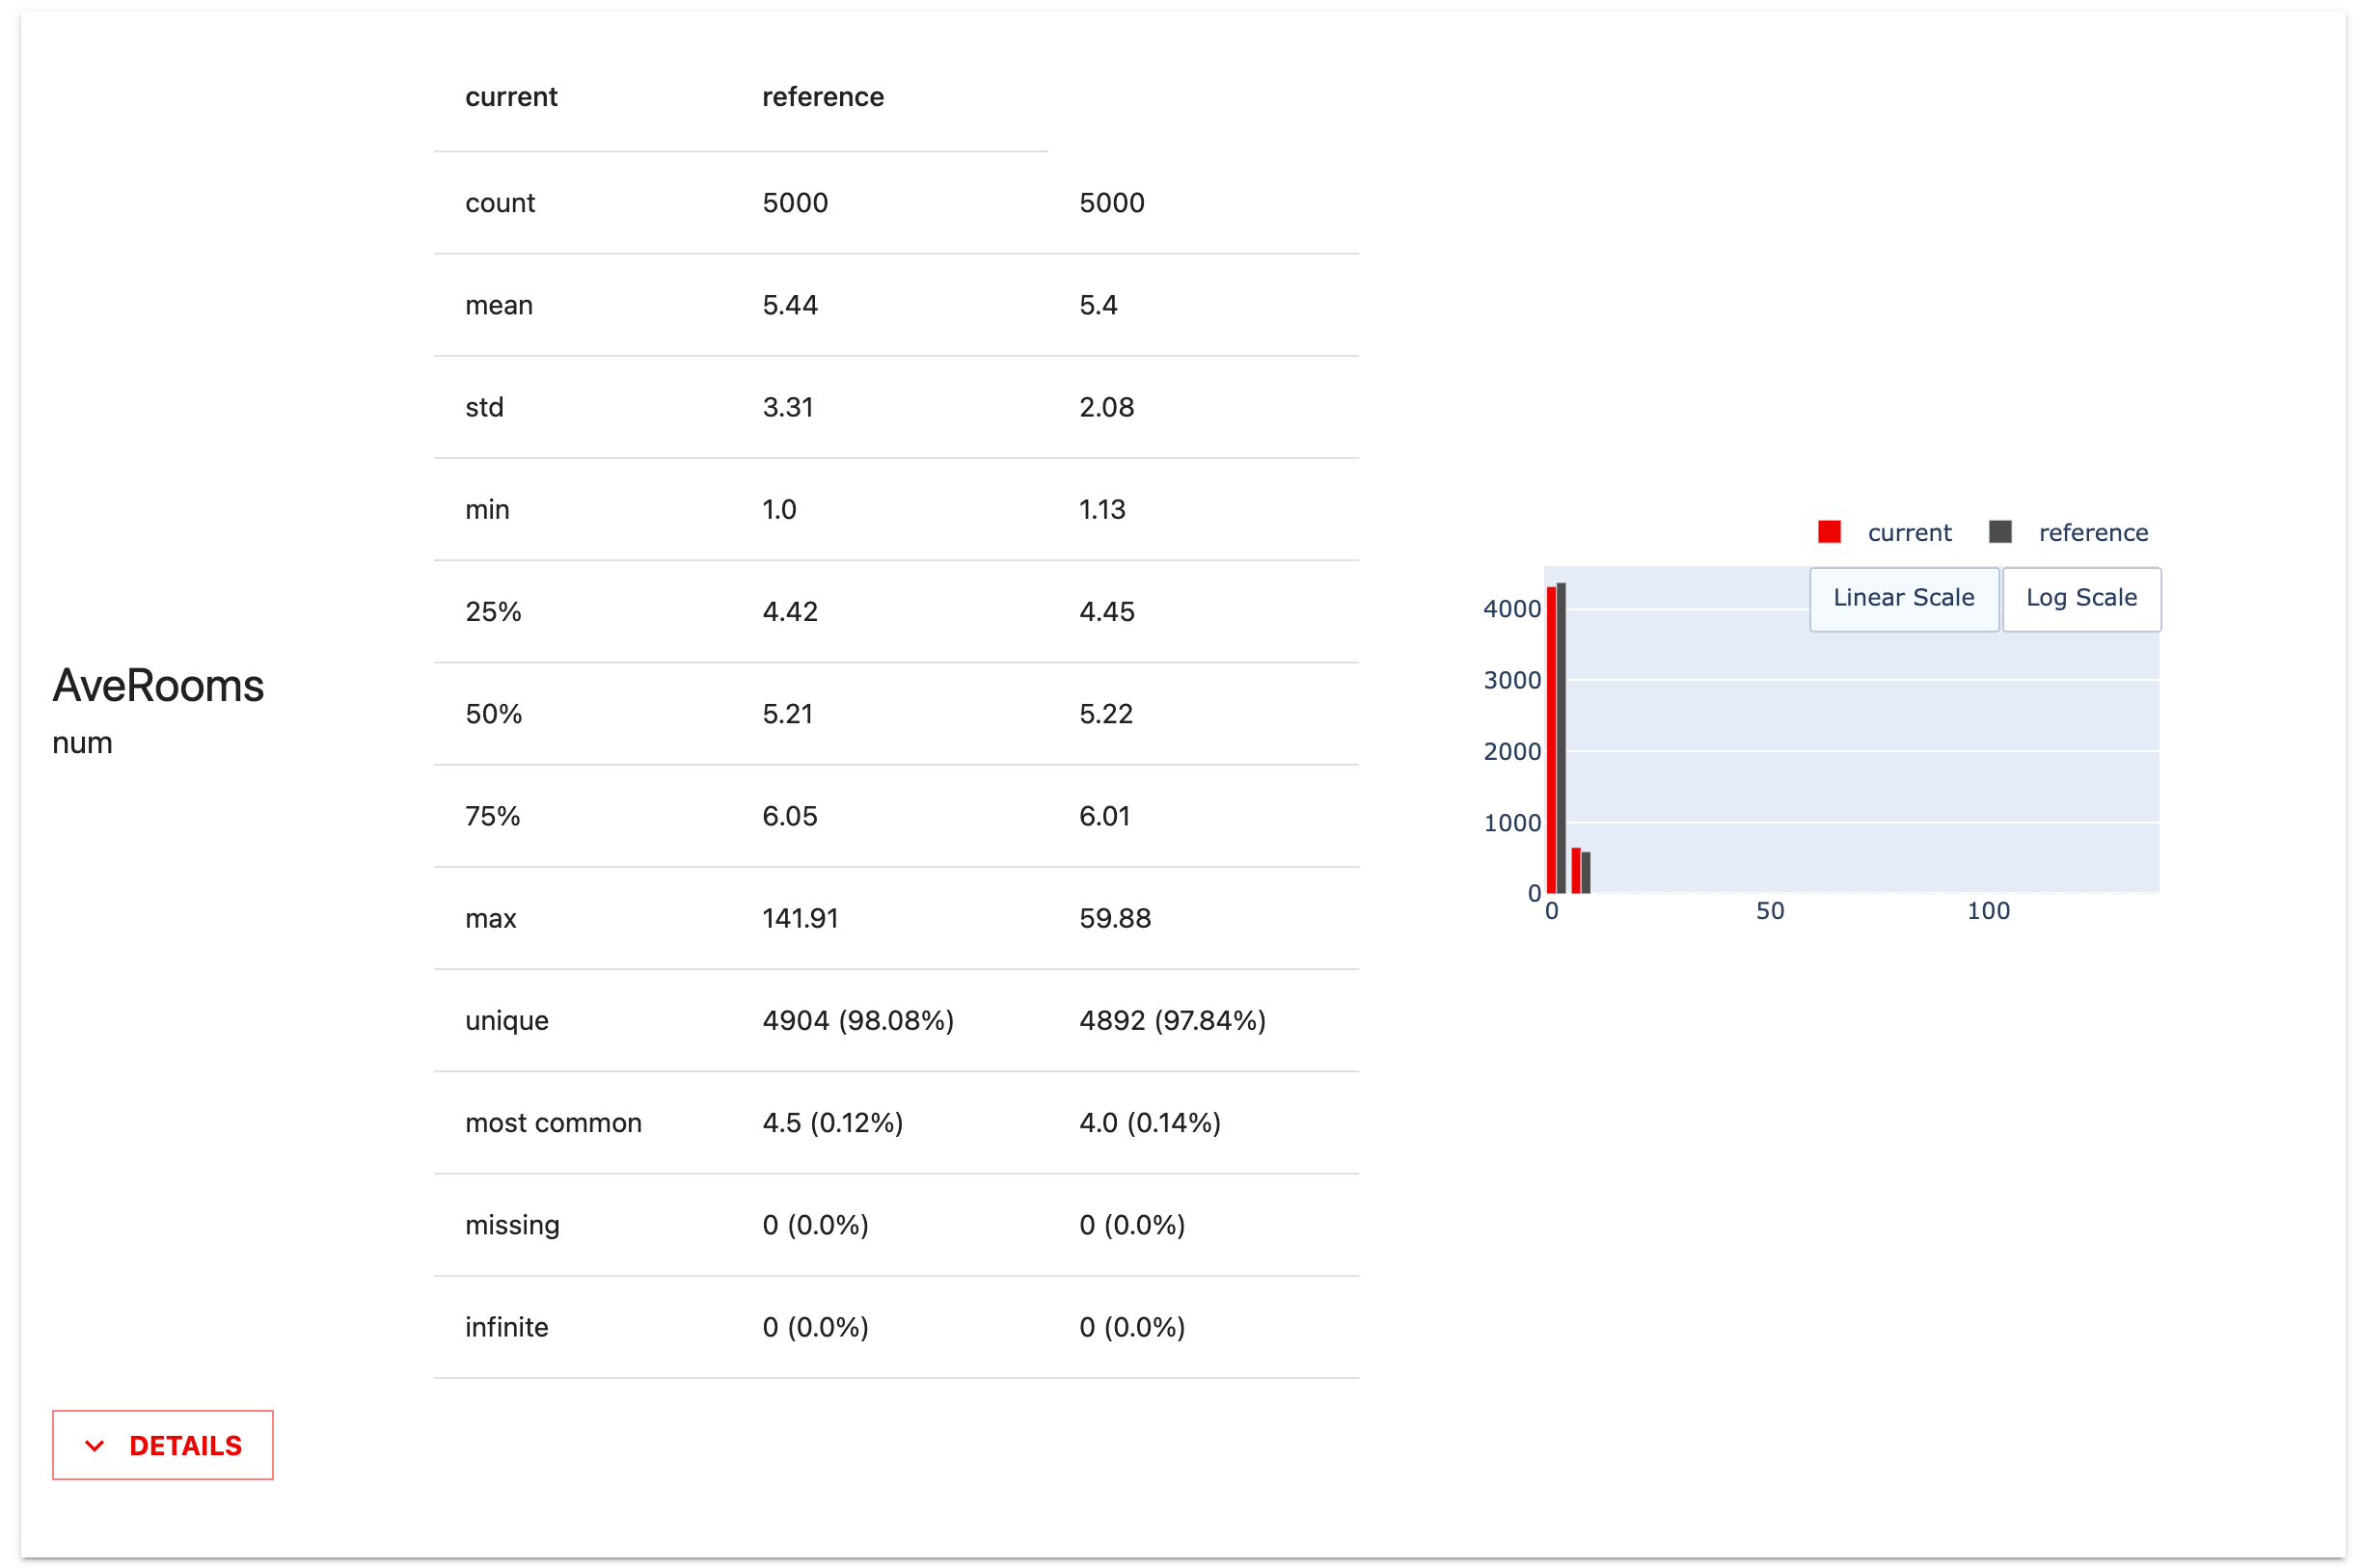 current reference
count 5000 5000
mean 5.44 5.4
std 3.31 2.08
min 1.0 1.13
25% 4.42 4.45
50% 5.21 5.22
75% 6.05 6.01
max 141.91 59.88
unique 4904 (98.08%) 4892 (97.84%)
most common 4.5 (0.12%) 4.0 (0.14%)
missing 0 (0.0%) 0 (0.0%)
infinite 0 (0.0%) 0 (0.0%)
AveRooms
num
DETAILS
current reference
Linear Scale Log Scale
4000
3000
2000
1000
0
0 50 100